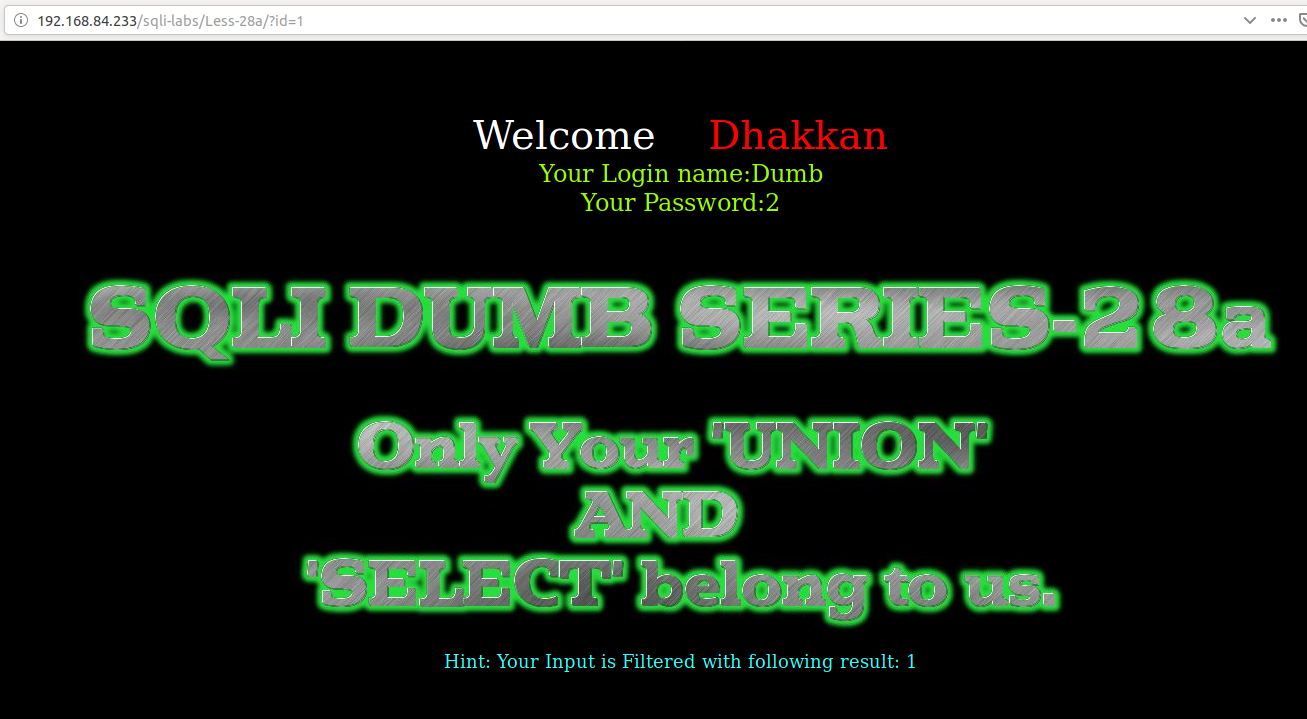 192.168.84.233/sqli-labs/Less-28a/?id=1
Welcome Dhakkan
Your Login name:Dumb
Your Password:2
SQLI DUMB SERIES-28a
Only Your 'UNION'
AND
'SELECT' belong to us.
Hint: Your Input is Filtered with following result: 1